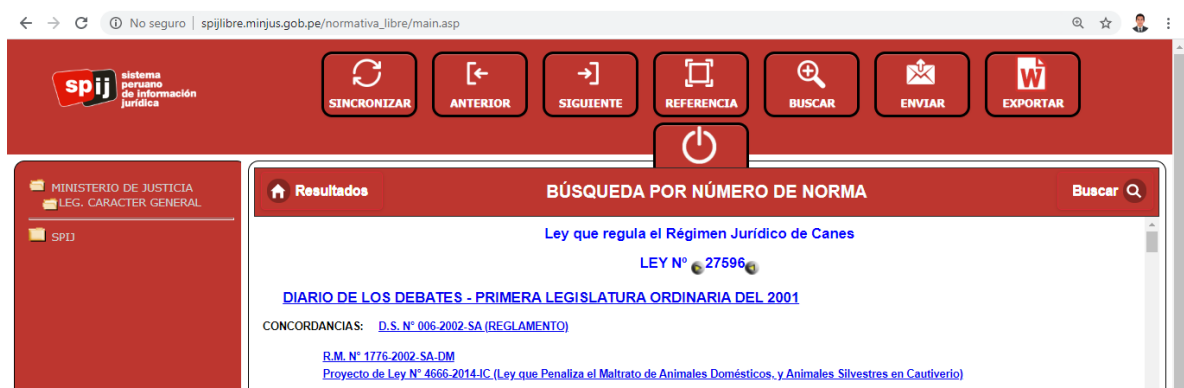 No seguro | spijlibre.minjus.gob.pe/normativa_libre/main.asp
spij sistema peruano de información jurídica
SINCRONIZAR ANTERIOR SIGUIENTE REFERENCIA BUSCAR ENVIAR EXPORTAR
MINISTERIO DE JUSTICIA
LEG. CARACTER GENERAL
SPIJ
Resultados BÚSQUEDA POR NÚMERO DE NORMA Buscar
Ley que regula el Régimen Jurídico de Canes
LEY Nº 27596
DIARIO DE LOS DEBATES - PRIMERA LEGISLATURA ORDINARIA DEL 2001
CONCORDANCIAS: D.S. N° 006-2002-SA (REGLAMENTO)
R.M. N° 1776-2002-SA-DM
Proyecto de Ley N° 4666-2014-IC (Ley que Penaliza el Maltrato de Animales Domésticos, y Animales Silvestres en Cautiverio)